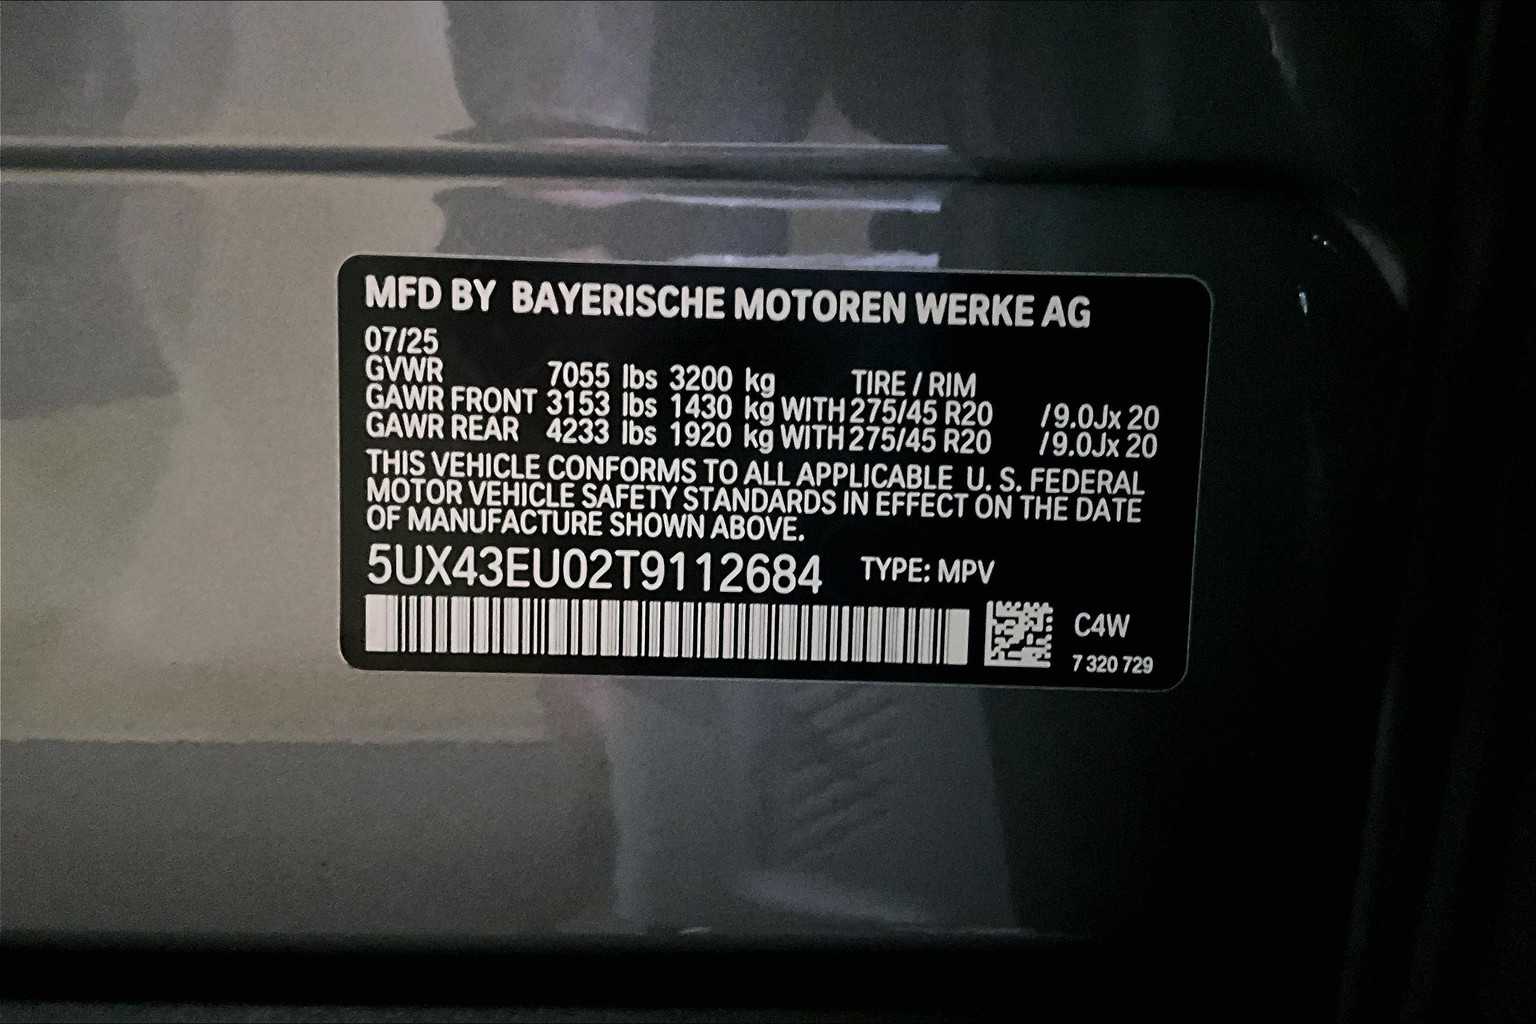 MFD BY BAYERISCHE MOTOREN WERKE AG
07/25
GVWR 7055 lbs 3200 kg TIRE / RIM
GAWR FRONT 3153 lbs 1430 kg WITH 275/45 R20 /9.0Jx 20
GAWR REAR 4233 lbs 1920 kg WITH 275/45 R20 /9.0Jx 20
THIS VEHICLE CONFORMS TO ALL APPLICABLE U. S. FEDERAL
MOTOR VEHICLE SAFETY STANDARDS IN EFFECT ON THE DATE
OF MANUFACTURE SHOWN ABOVE.
5UX43EU02T9112684 TYPE: MPV
C4W
7 320 729